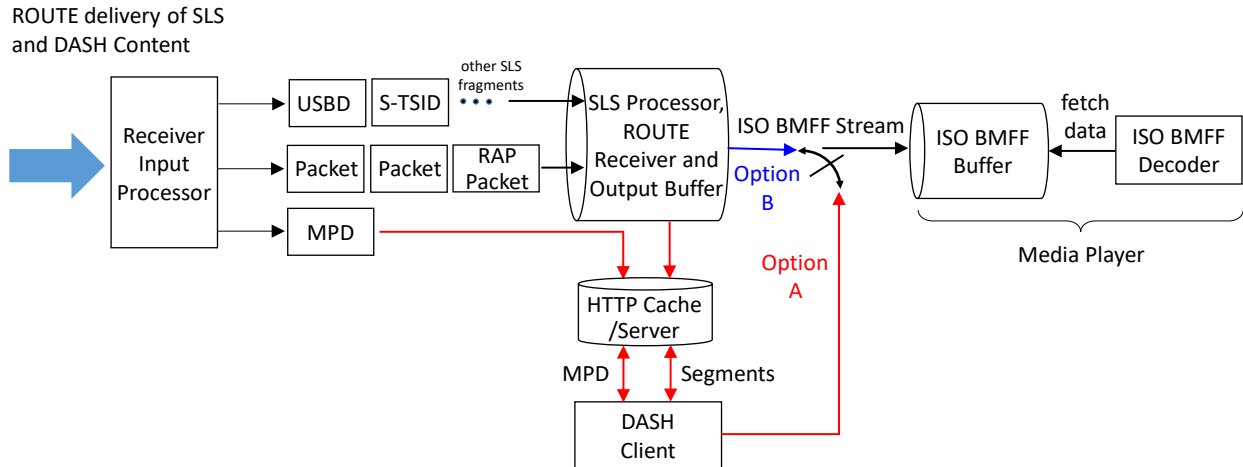 ROUTE delivery of SLS
and DASH Content
other SLS
fragments
USBD
S-TSID
Receiver
Input
Processor
Packet
Packet
RAP
Packet
MPD
SLS Processor,
ROUTE
Receiver and
Output Buffer
ISO BMFF Stream
Option
B
Option
A
ISO BMFF
Buffer
fetch
data
ISO BMFF
Decoder
Media Player
HTTP Cache
/Server
MPD
Segments
DASH
Client